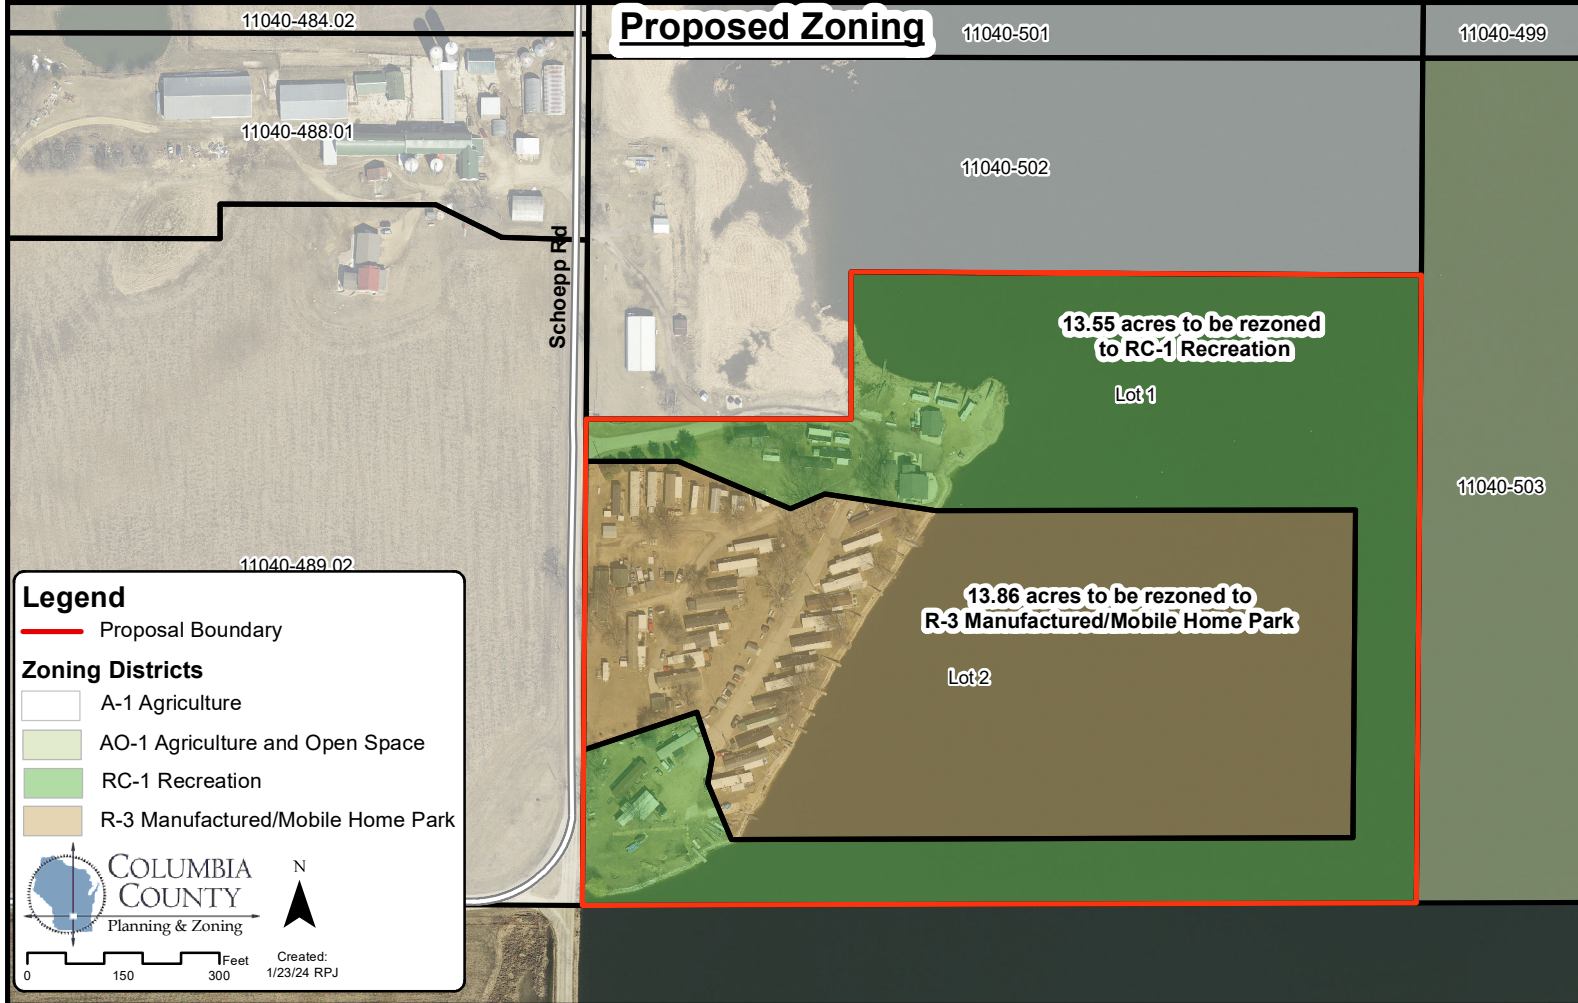 Proposed Zoning
11040-484.02
11040-501
11040-499
11040-488.01
11040-502
Schoepp Rd
13.55 acres to be rezoned
to RC-1 Recreation
Lot 1
11040-503
11040-489.02
13.86 acres to be rezoned to
R-3 Manufactured/Mobile Home Park
Lot 2
Legend
Proposal Boundary
Zoning Districts
A-1 Agriculture
AO-1 Agriculture and Open Space
RC-1 Recreation
R-3 Manufactured/Mobile Home Park
COLUMBIA
COUNTY
Planning & Zoning
N
Feet
0 150 300
Created:
1/23/24 RPJ